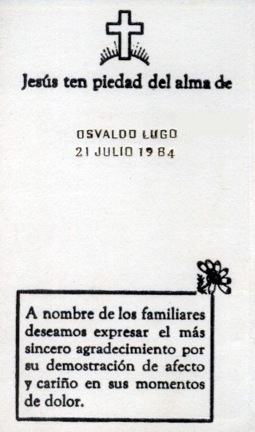 Jesús ten piedad del alma de
OSVALDO LUGO
21 JULIO 1984
A nombre de los familiares
deseamos expresar el más
sincero agradecimiento por
su demostración de afecto
y cariño en sus momentos
de dolor.